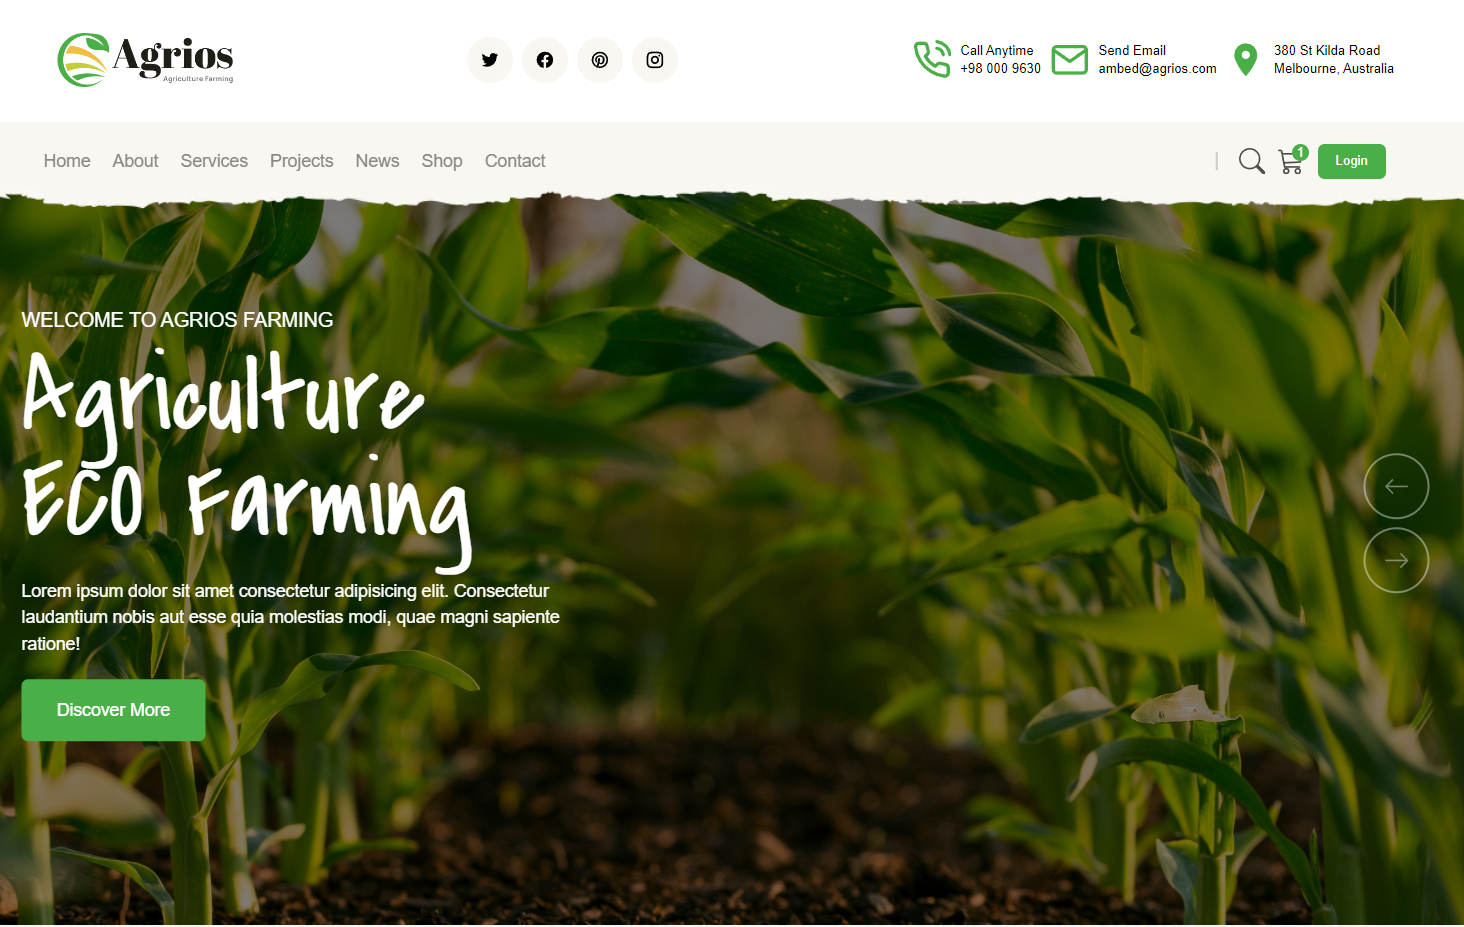 Agrios
Agriculture Farming
Call Anytime
+98 000 9630
Send Email
ambed@agrios.com
380 St Kilda Road
Melbourne, Australia
Home About Services Projects News Shop Contact
| 1 Login
WELCOME TO AGRIOS FARMING
Agriculture
ECO Farming
Lorem ipsum dolor sit amet consectetur adipisicing elit. Consectetur
laudantium nobis aut esse quia molestias modi, quae magni sapiente
ratione!
Discover More